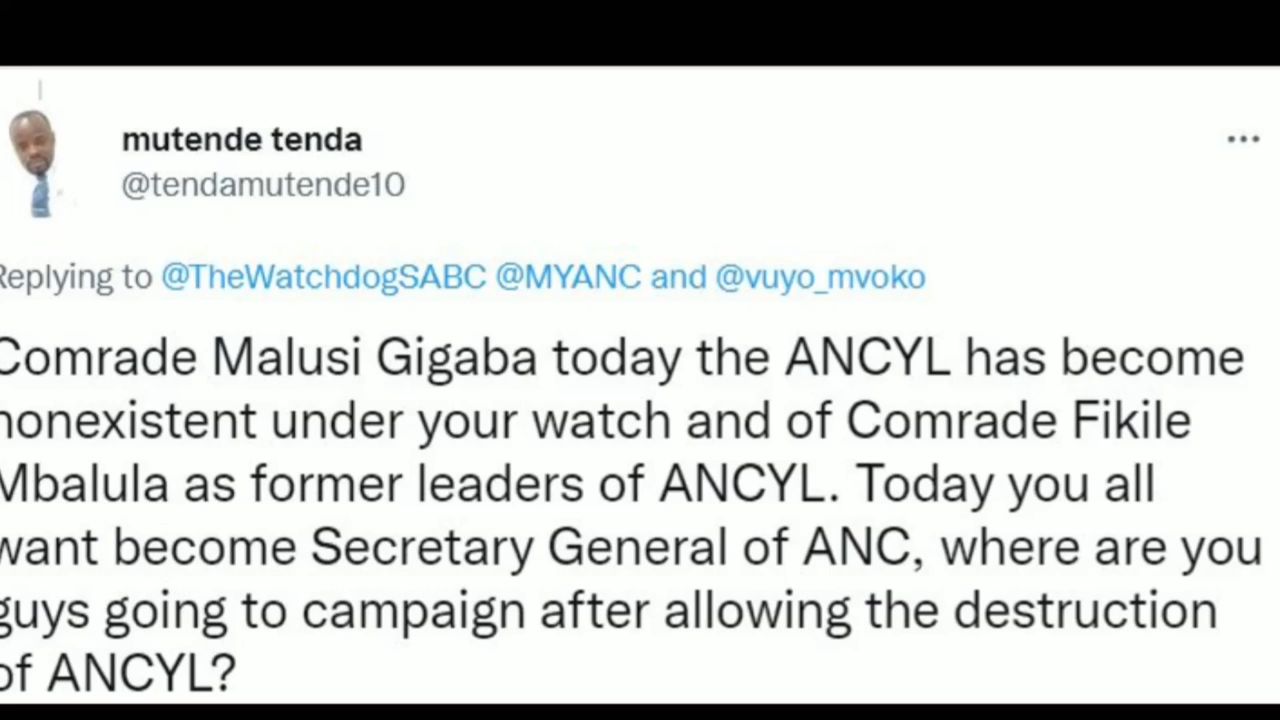 mutende tenda
@tendamutende10
Replying to @TheWatchdogSABC @MYANC and @vuyo_mvoko
Comrade Malusi Gigaba today the ANCYL has become
nonexistent under your watch and of Comrade Fikile
Mbalula as former leaders of ANCYL. Today you all
want become Secretary General of ANC, where are you
guys going to campaign after allowing the destruction
of ANCYL?